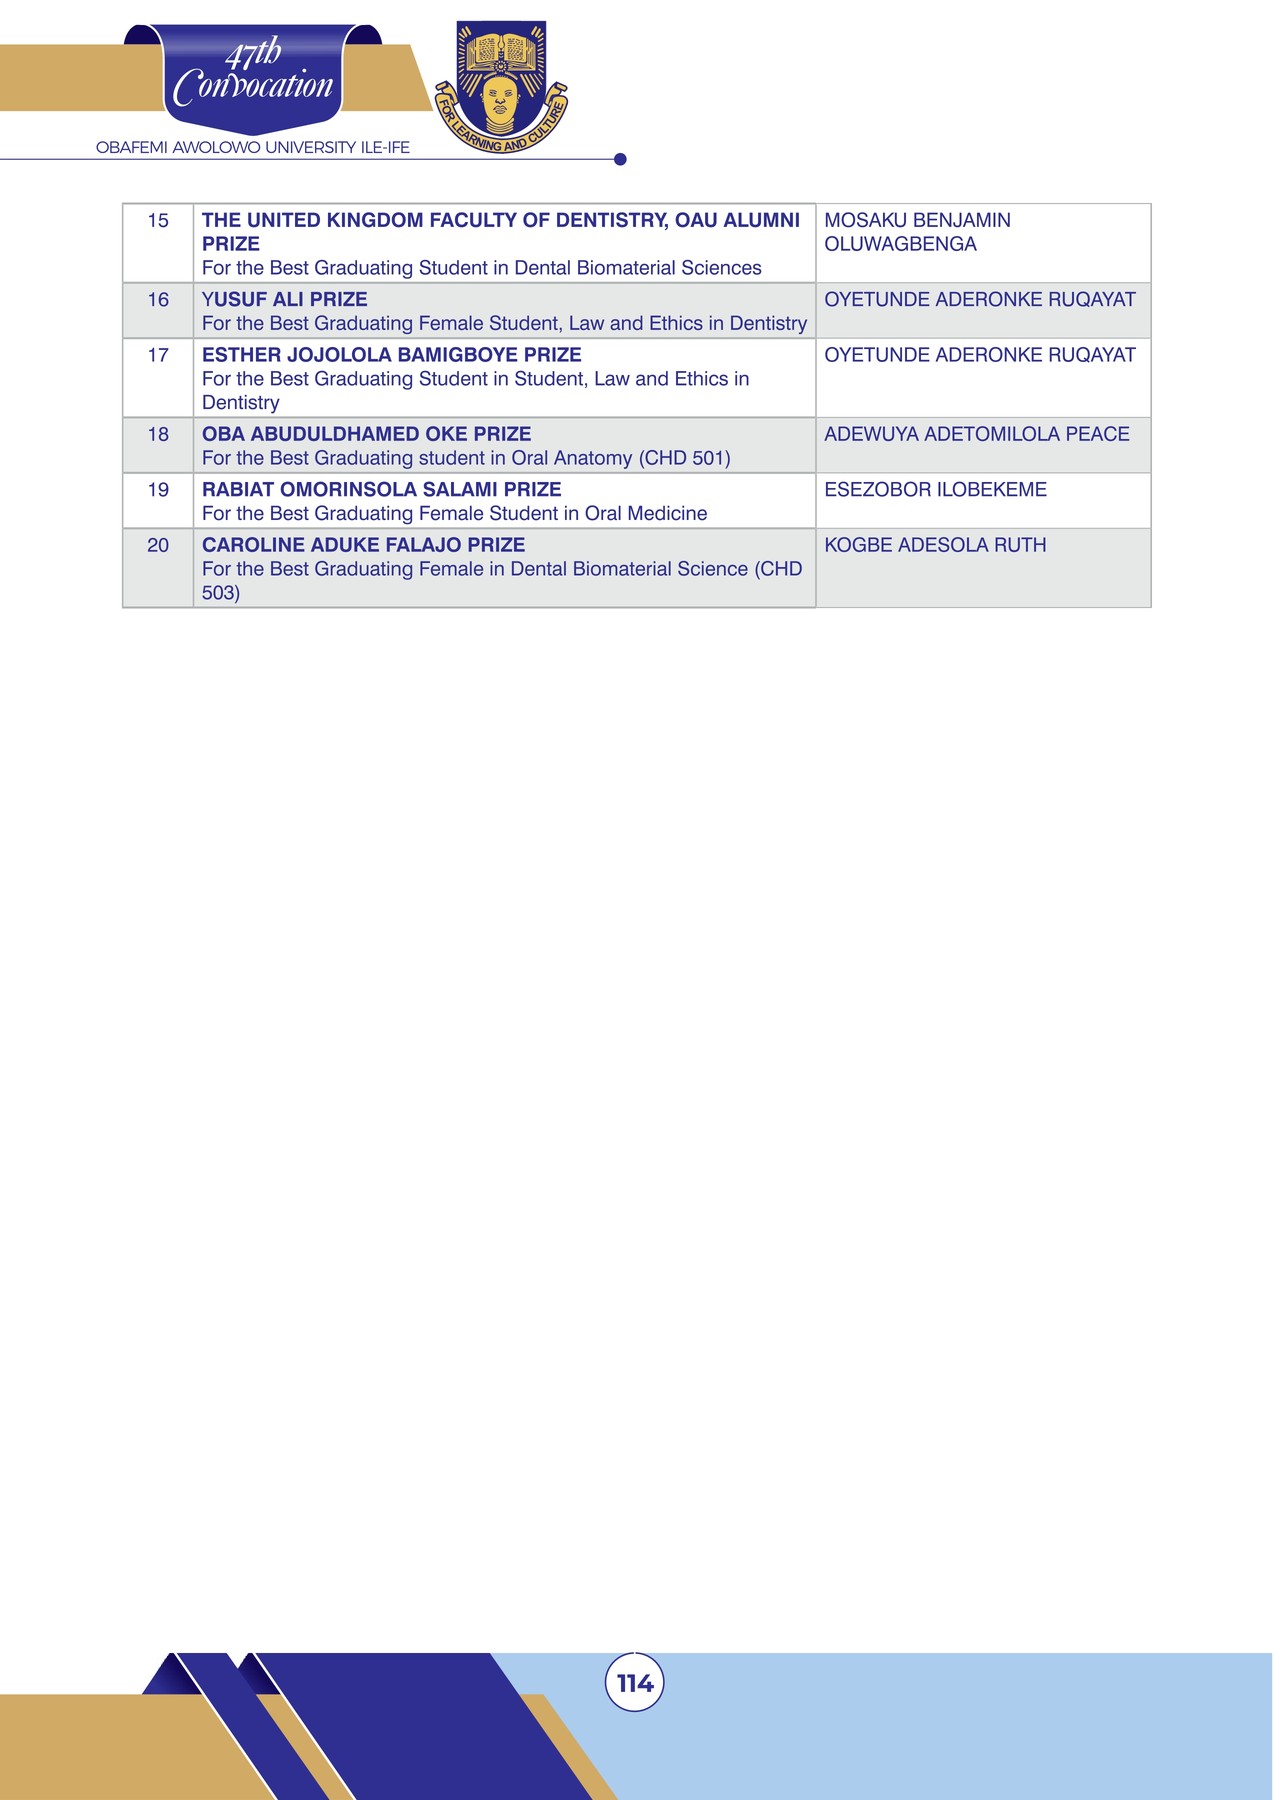 47th
Convocation
FOR LEARNING AND CULTURE
OBAFEMI AWOLOWO UNIVERSITY ILE-IFE
15 THE UNITED KINGDOM FACULTY OF DENTISTRY, OAU ALUMNI MOSAKU BENJAMIN
PRIZE OLUWAGBENGA
For the Best Graduating Student in Dental Biomaterial Sciences
16 YUSUF ALI PRIZE OYETUNDE ADERONKE RUQAYAT
For the Best Graduating Female Student, Law and Ethics in Dentistry
17 ESTHER JOJOLOLA BAMIGBOYE PRIZE OYETUNDE ADERONKE RUQAYAT
For the Best Graduating Student in Student, Law and Ethics in
Dentistry
18 OBA ABUDULDHAMED OKE PRIZE ADEWUYA ADETOMILOLA PEACE
For the Best Graduating student in Oral Anatomy (CHD 501)
19 RABIAT OMORINSOLA SALAMI PRIZE ESEZOBOR ILOBEKEME
For the Best Graduating Female Student in Oral Medicine
20 CAROLINE ADUKE FALAJO PRIZE KOGBE ADESOLA RUTH
For the Best Graduating Female in Dental Biomaterial Science (CHD
503)
114